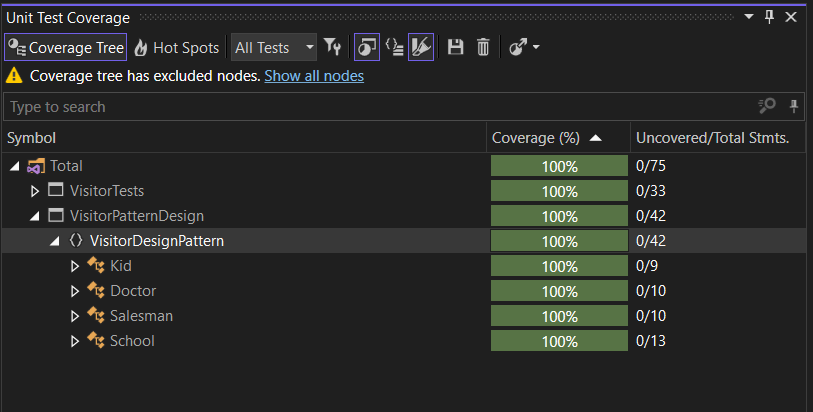 Unit Test Coverage
Coverage Tree Hot Spots All Tests
Coverage tree has excluded nodes. Show all nodes
Type to search
Symbol Coverage (%) Uncovered/Total Stmts.
Total 100% 0/75
VisitorTests 100% 0/33
VisitorPatternDesign 100% 0/42
VisitorDesignPattern 100% 0/42
Kid 100% 0/9
Doctor 100% 0/10
Salesman 100% 0/10
School 100% 0/13